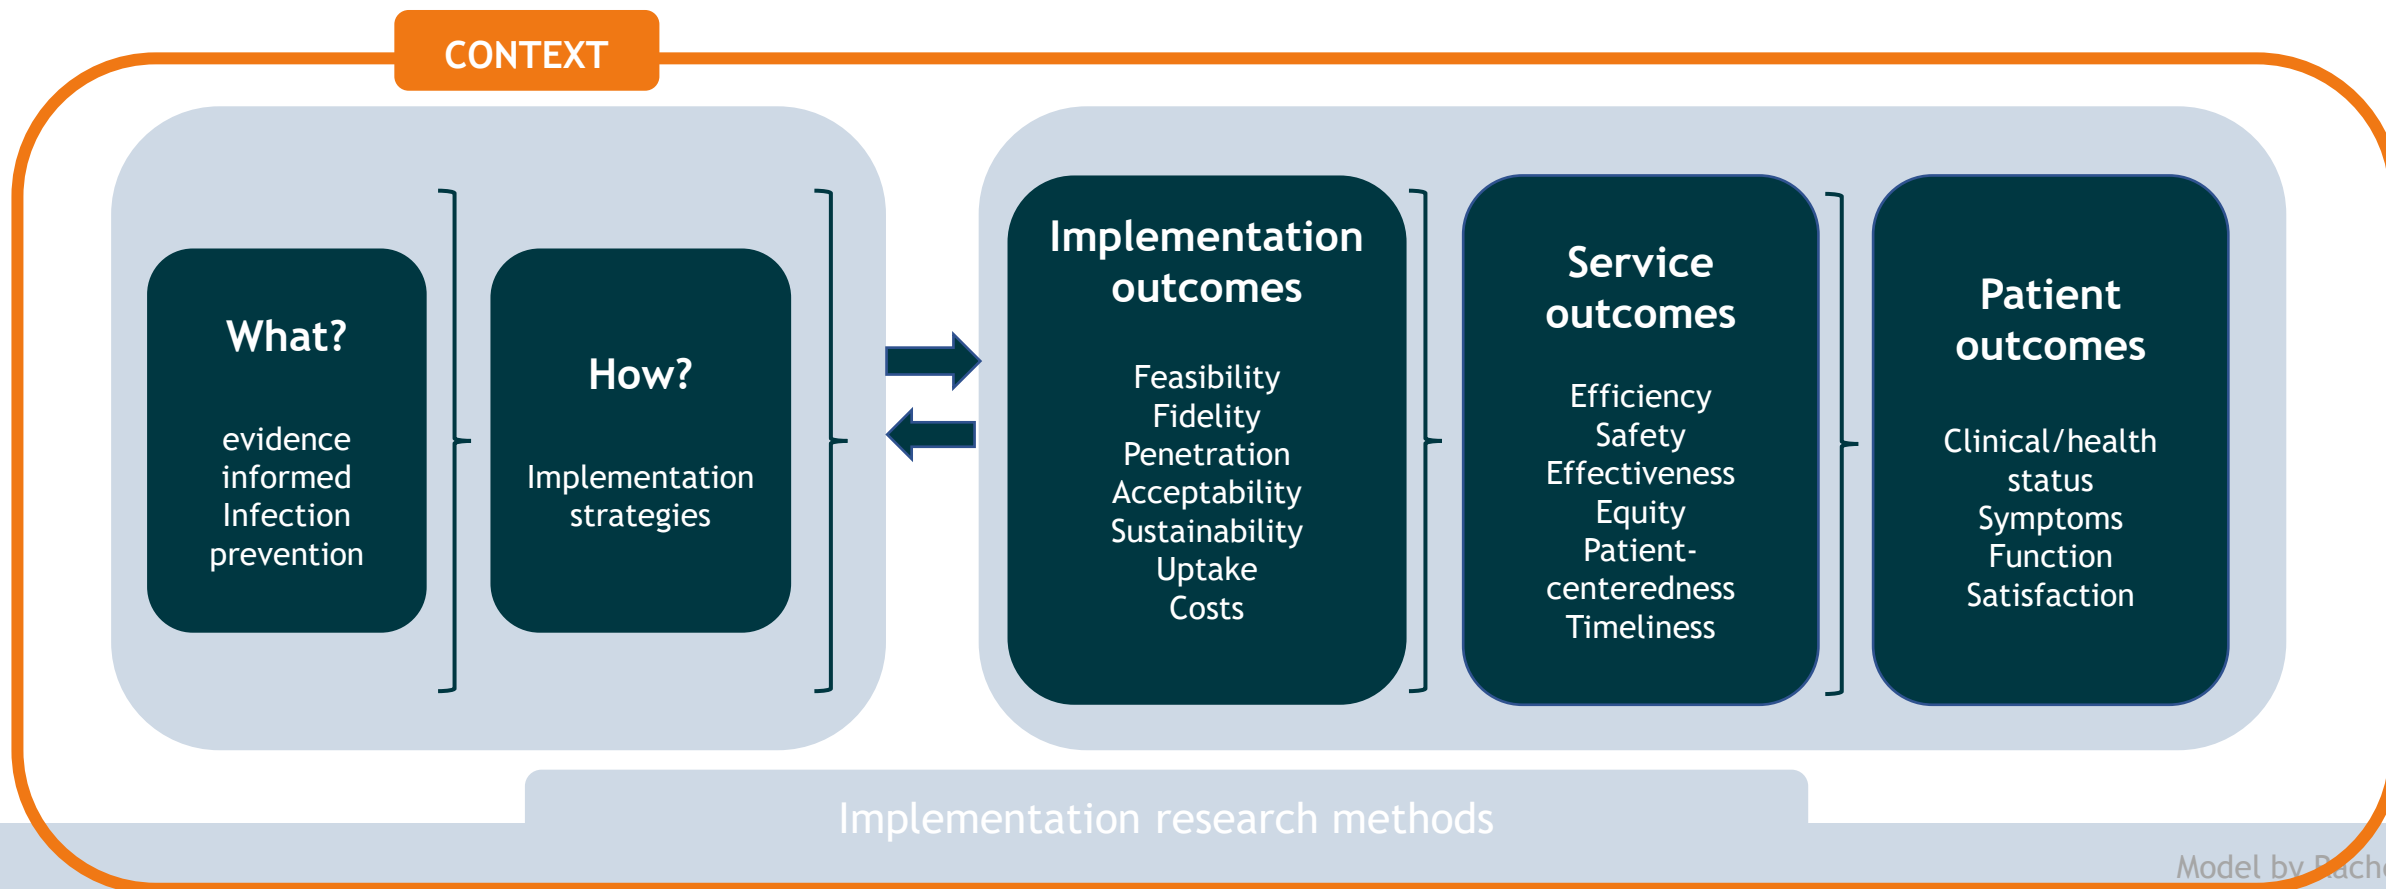 CONTEXT
What?
evidence
informed
Infection
prevention
How?
Implementation
strategies
Implementation
outcomes
Feasibility
Fidelity
Penetration
Acceptability
Sustainability
Uptake
Costs
Service
outcomes
Efficiency
Safety
Effectiveness
Equity
Patient-
centeredness
Timeliness
Patient
outcomes
Clinical/health
status
Symptoms
Function
Satisfaction
Implementation research methods
Model by